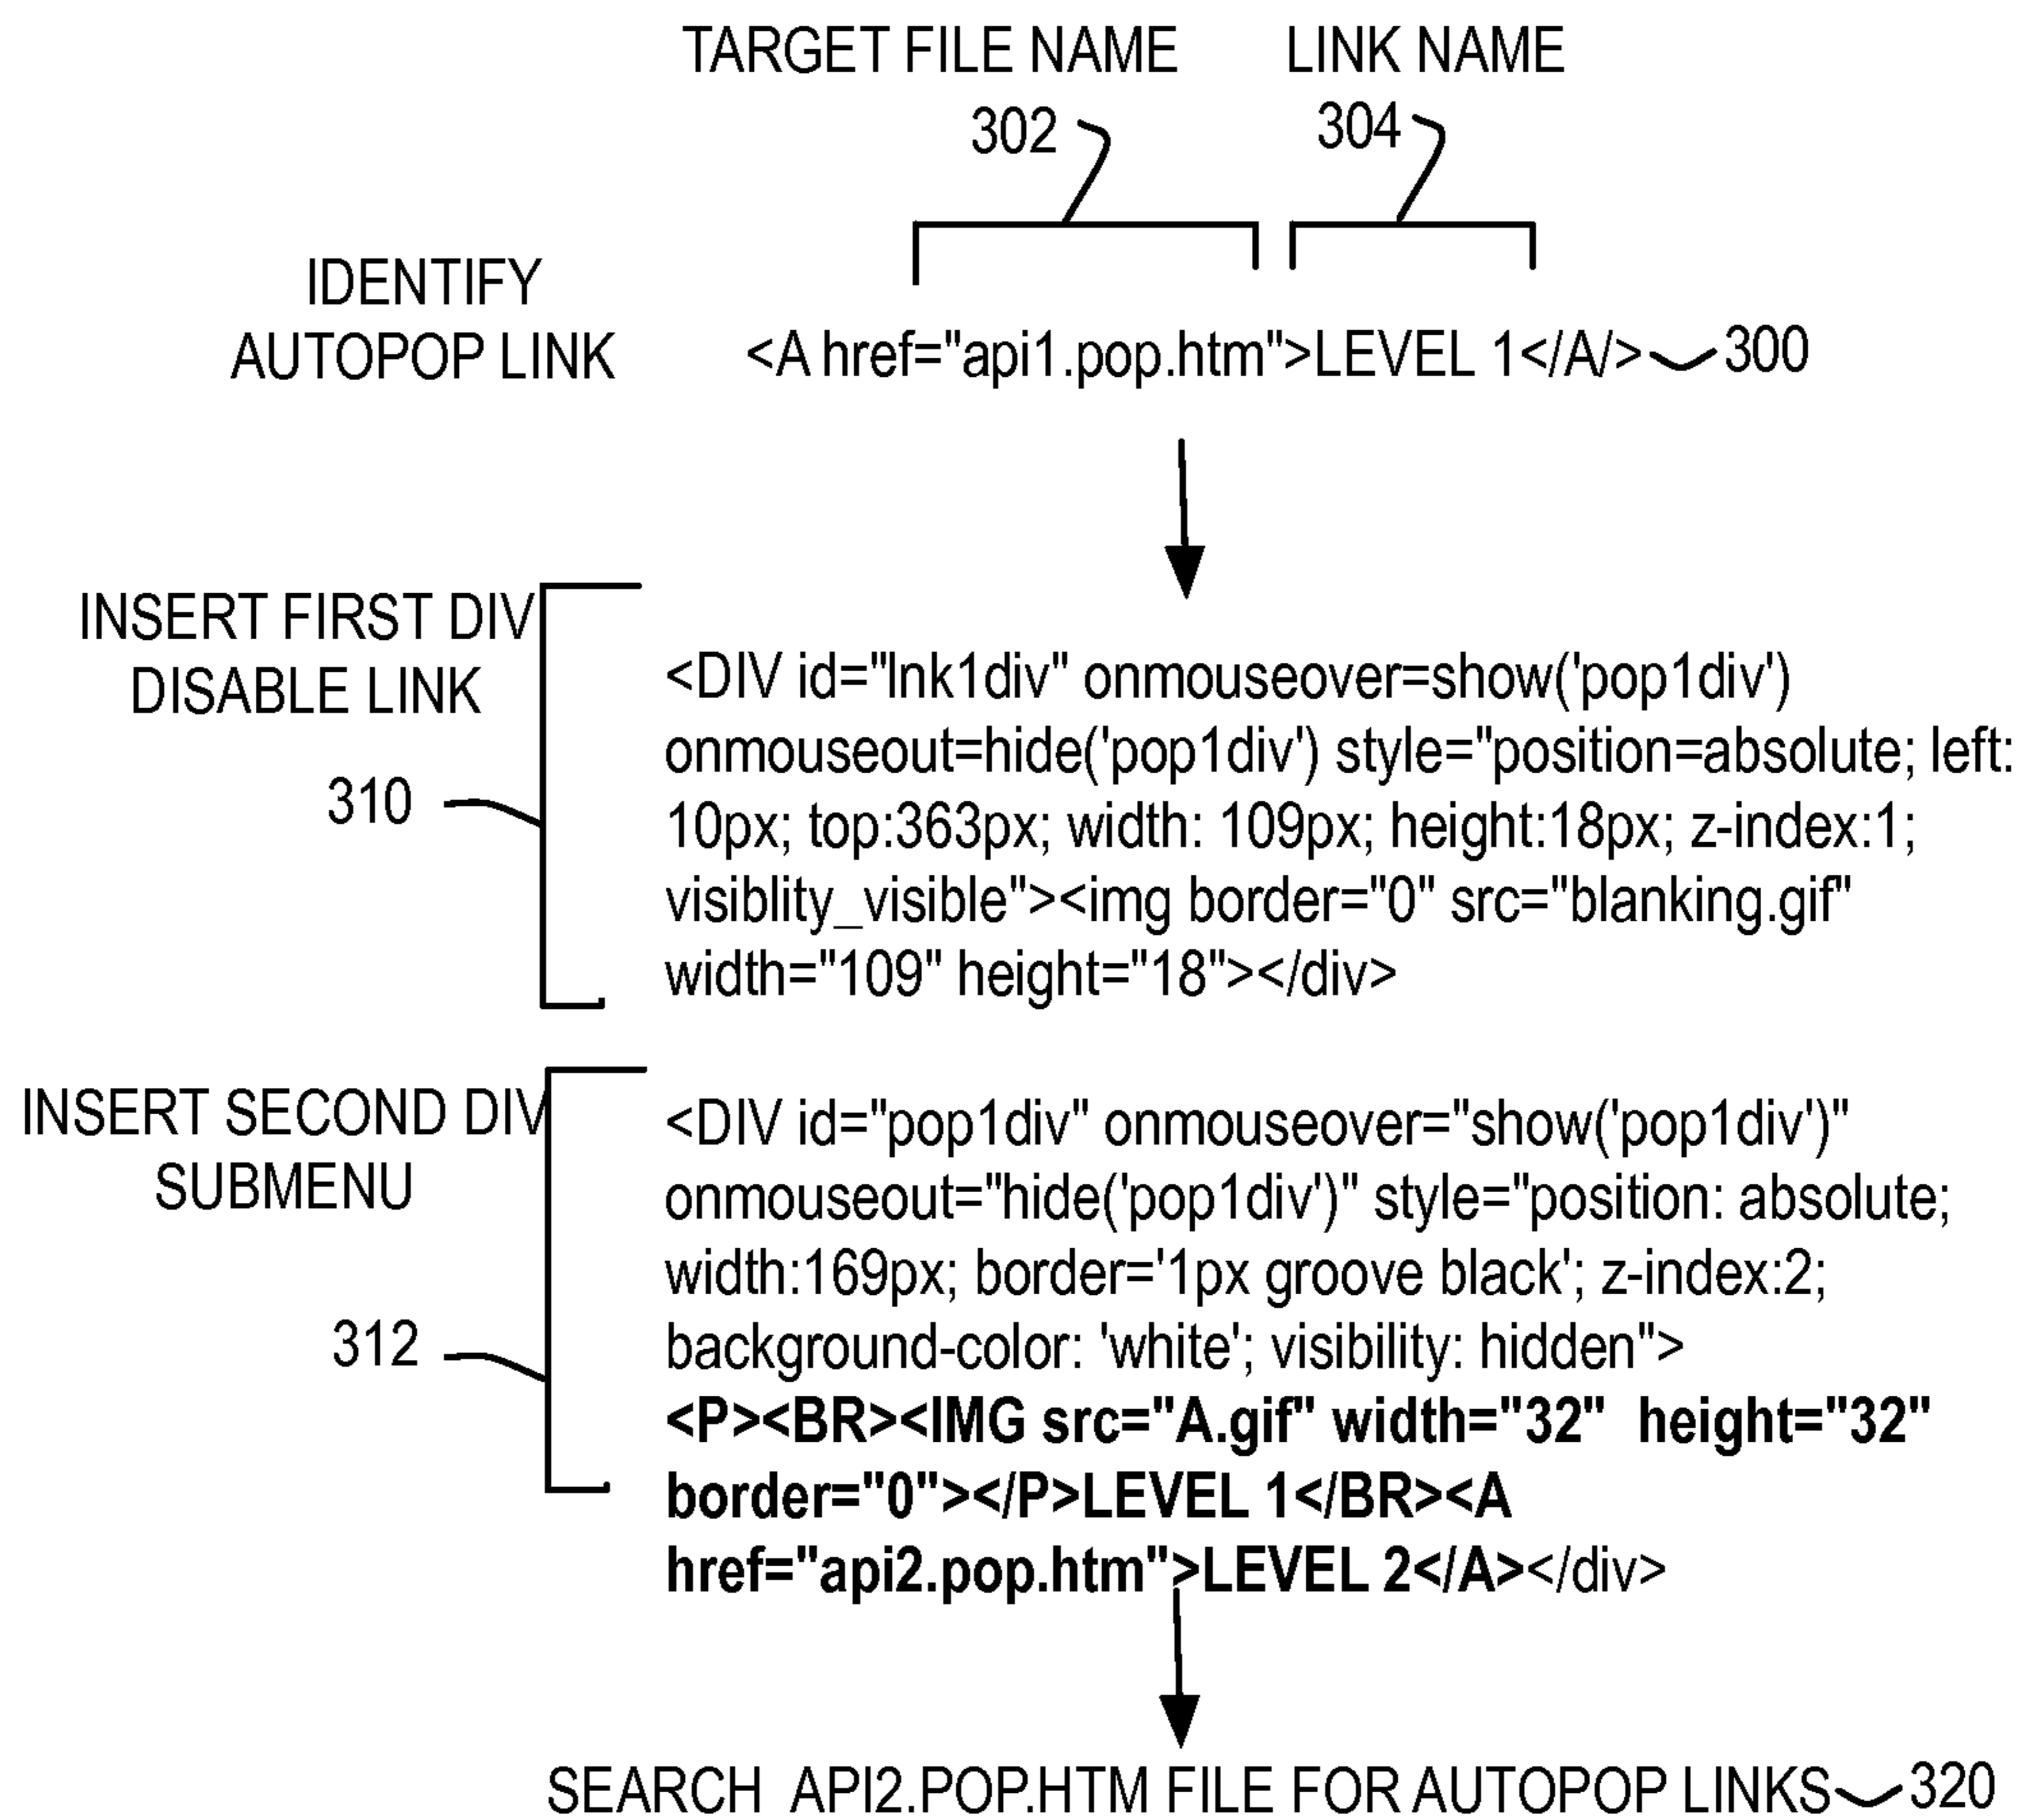 TARGET FILE NAME LINK NAME
302 304
IDENTIFY
AUTOPOP LINK
<A href="api1.pop.htm">LEVEL 1</A/> 300
INSERT FIRST DIV
DISABLE LINK
310
<DIV id="lnk1div" onmouseover=show('pop1div')
onmouseout=hide('pop1div') style="position=absolute; left:
10px; top:363px; width: 109px; height:18px; z-index:1;
visiblity_visible"><img border="0" src="blanking.gif"
width="109" height="18"></div>
INSERT SECOND DIV
SUBMENU
312
<DIV id="pop1div" onmouseover="show('pop1div')"
onmouseout="hide('pop1div')" style="position: absolute;
width:169px; border='1px groove black'; z-index:2;
background-color: 'white'; visibility: hidden">
<P><BR><IMG src="A.gif" width="32" height="32"
border="0"></P>LEVEL 1</BR><A
href="api2.pop.htm">LEVEL 2</A></div>
SEARCH API2.POP.HTM FILE FOR AUTOPOP LINKS 320